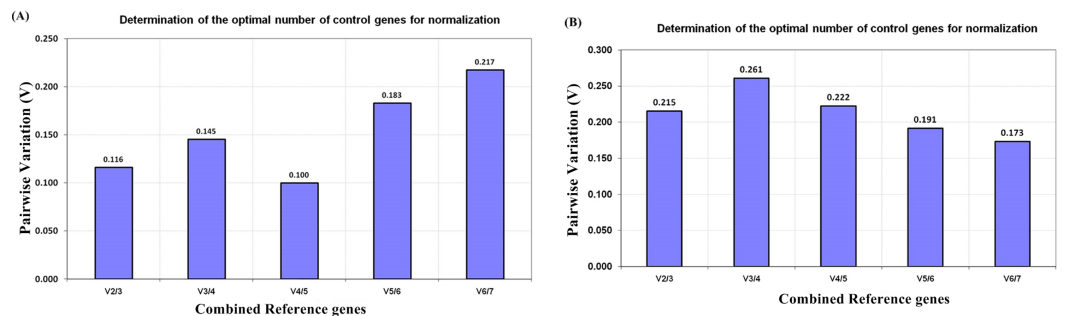 (A)
Determination of the optimal number of control genes for normalization
Pairwise Variation (V)
0.250
0.200
0.150
0.100
0.050
0.000
0.116
0.145
0.100
0.183
0.217
V2/3 V3/4 V4/5 V5/6 V6/7
Combined Reference genes
(B)
Determination of the optimal number of control genes for normalization
Pairwise Variation (V)
0.300
0.250
0.200
0.150
0.100
0.050
0.000
0.215
0.261
0.222
0.191
0.173
V2/3 V3/4 V4/5 V5/6 V6/7
Combined Reference genes